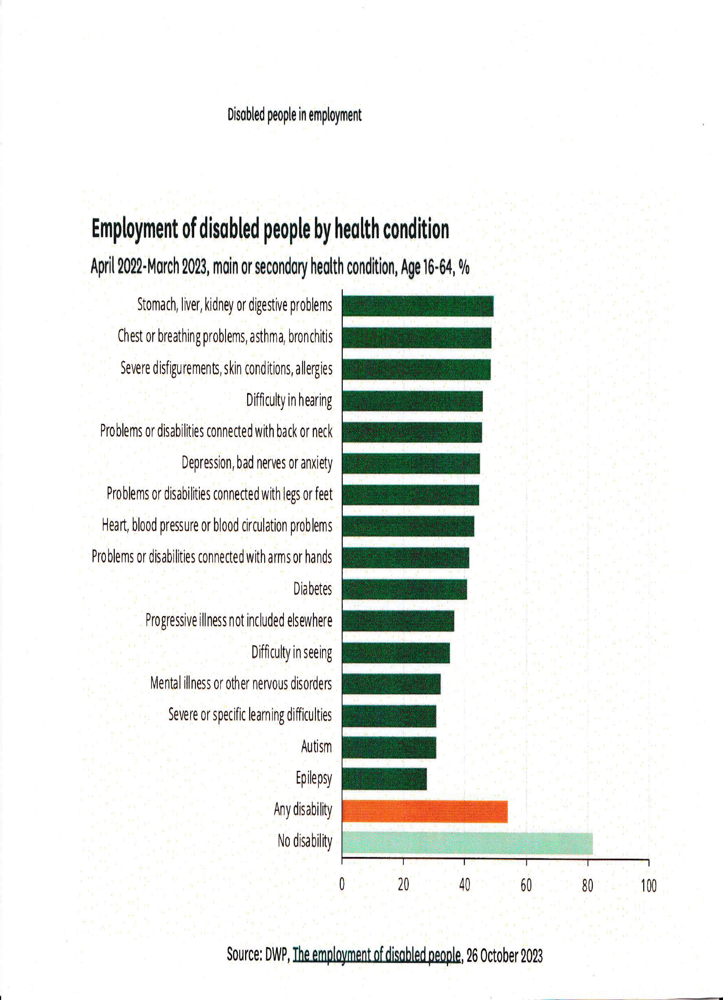 Disabled people in employment
Employment of disabled people by health condition
April 2022-March 2023, main or secondary health condition, Age 16-64, %
Stomach, liver, kidney or digestive problems
Chest or breathing problems, asthma, bronchitis
Severe disfigurements, skin conditions, allergies
Difficulty in hearing
Problems or disabilities connected with back or neck
Depression, bad nerves or anxiety
Problems or disabilities connected with legs or feet
Heart, blood pressure or blood circulation problems
Problems or disabilities connected with arms or hands
Diabetes
Progressive illness not included elsewhere
Difficulty in seeing
Mental illness or other nervous disorders
Severe or specific learning difficulties
Autism
Epilepsy
Any disability
No disability
0 20 40 60 80 100
Source: DWP, The employment of disabled people, 26 October 2023